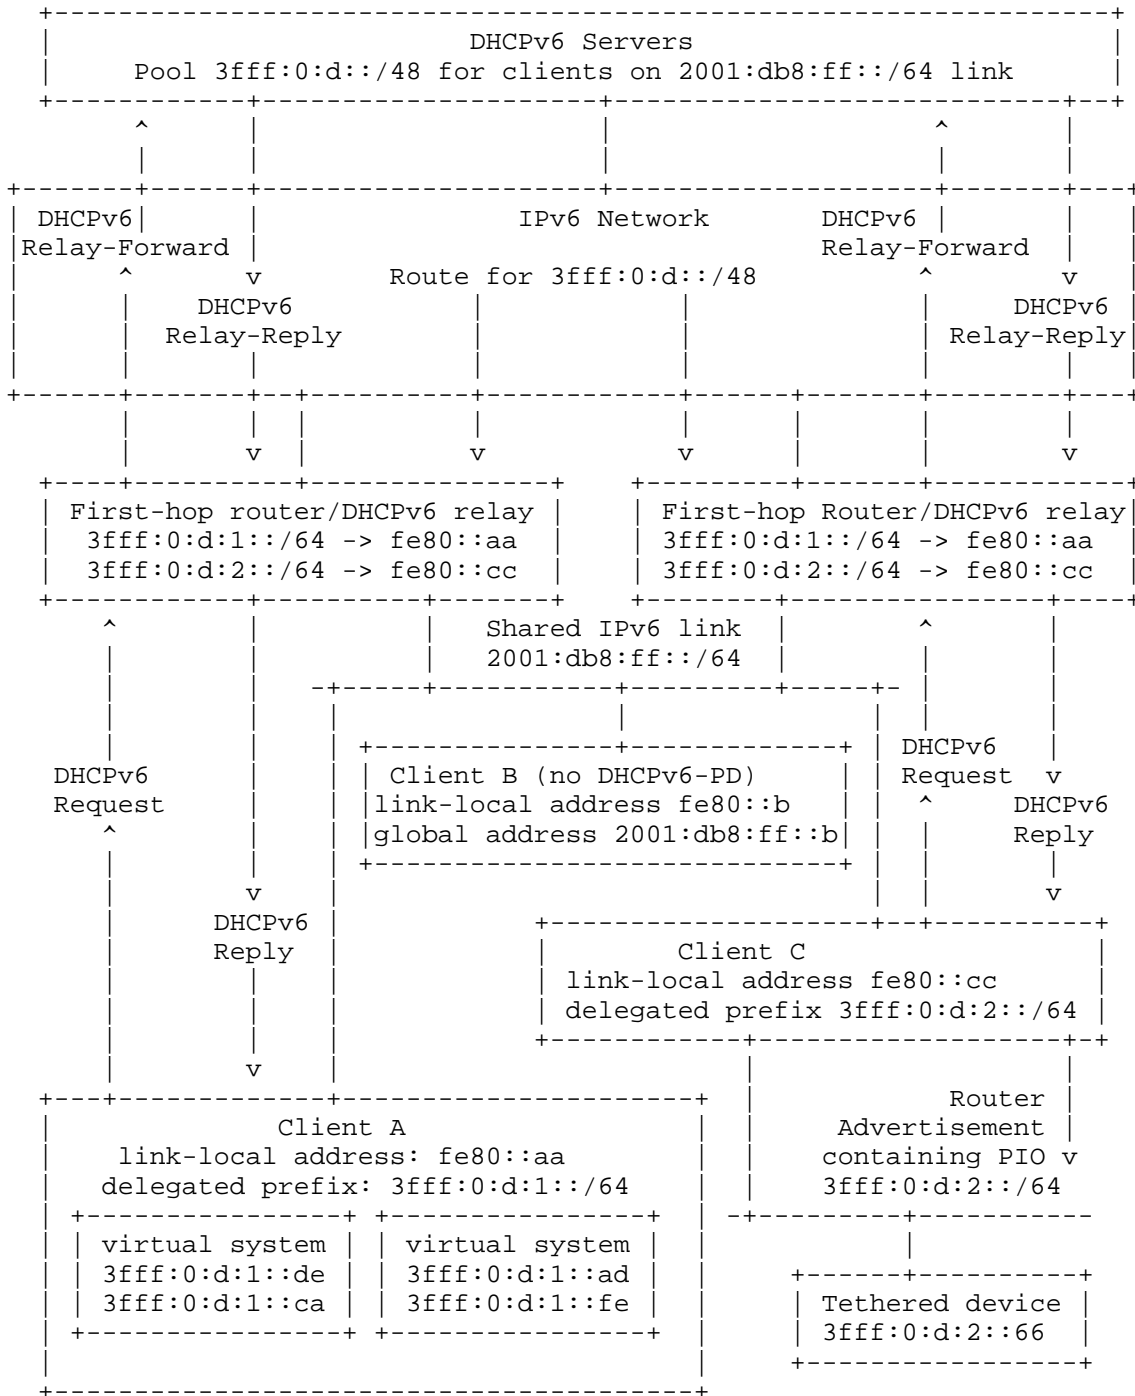 DHCPv6 Servers
Pool 3fff:0:d::/48 for clients on 2001:db8:ff::/64 link
DHCPv6 IPv6 Network DHCPv6
Relay-Forward Relay-Forward
Route for 3fff:0:d::/48
DHCPv6 DHCPv6
Relay-Reply Relay-Reply
First-hop router/DHCPv6 relay First-hop Router/DHCPv6 relay
3fff:0:d:1::/64 -> fe80::aa 3fff:0:d:1::/64 -> fe80::aa
3fff:0:d:2::/64 -> fe80::cc 3fff:0:d:2::/64 -> fe80::cc
Shared IPv6 link
2001:db8:ff::/64
DHCPv6
DHCPv6 Client B (no DHCPv6-PD) Request
Request link-local address fe80::b DHCPv6
global address 2001:db8:ff::b Reply
DHCPv6
Reply Client C
link-local address fe80::cc
delegated prefix 3fff:0:d:2::/64
Router
Client A Advertisement
link-local address: fe80::aa containing PIO
delegated prefix: 3fff:0:d:1::/64 3fff:0:d:2::/64
virtual system virtual system
3fff:0:d:1::de 3fff:0:d:1::ad
3fff:0:d:1::ca 3fff:0:d:1::fe Tethered device
3fff:0:d:2::66